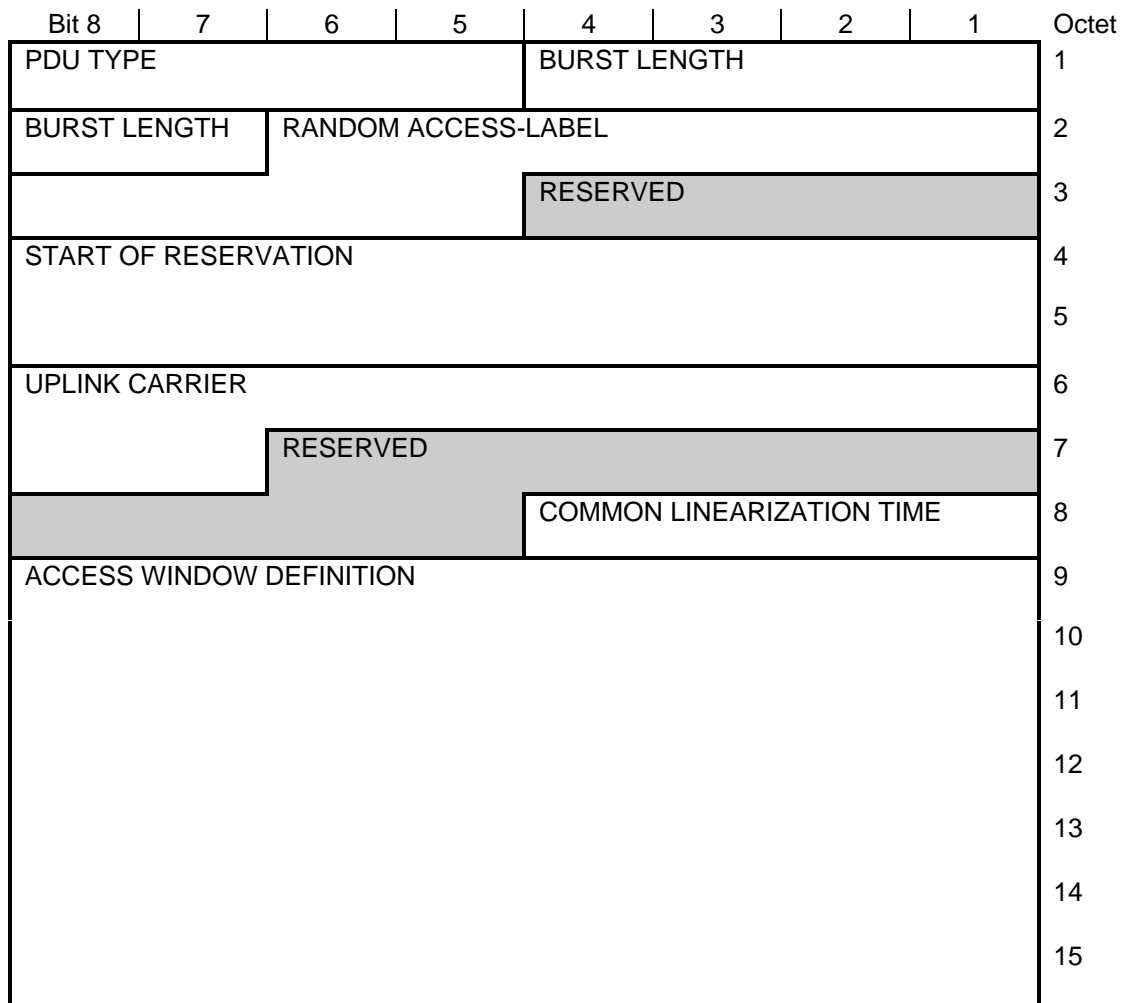 Bit 8 7 6 5 4 3 2 1 Octet
PDU TYPE BURST LENGTH 1
BURST LENGTH RANDOM ACCESS-LABEL 2
RESERVED 3
START OF RESERVATION 4
5
UPLINK CARRIER 6
RESERVED 7
COMMON LINEARIZATION TIME 8
ACCESS WINDOW DEFINITION 9
10
11
12
13
14
15